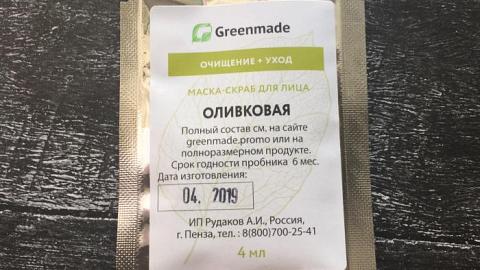 Greenmade
ОЧИЩЕНИЕ + УХОД
МАСКА-СКРАБ ДЛЯ ЛИЦА
ОЛИВКОВАЯ
Полный состав см. на сайте
greenmade.promo или на
полноразмерном продукте.
Срок годности пробника 6 мес.
Дата изготовления:
04. 2019
ИП Рудаков А.И., Россия,
г. Пенза, тел. : 8(800)700-25-41
4 мл